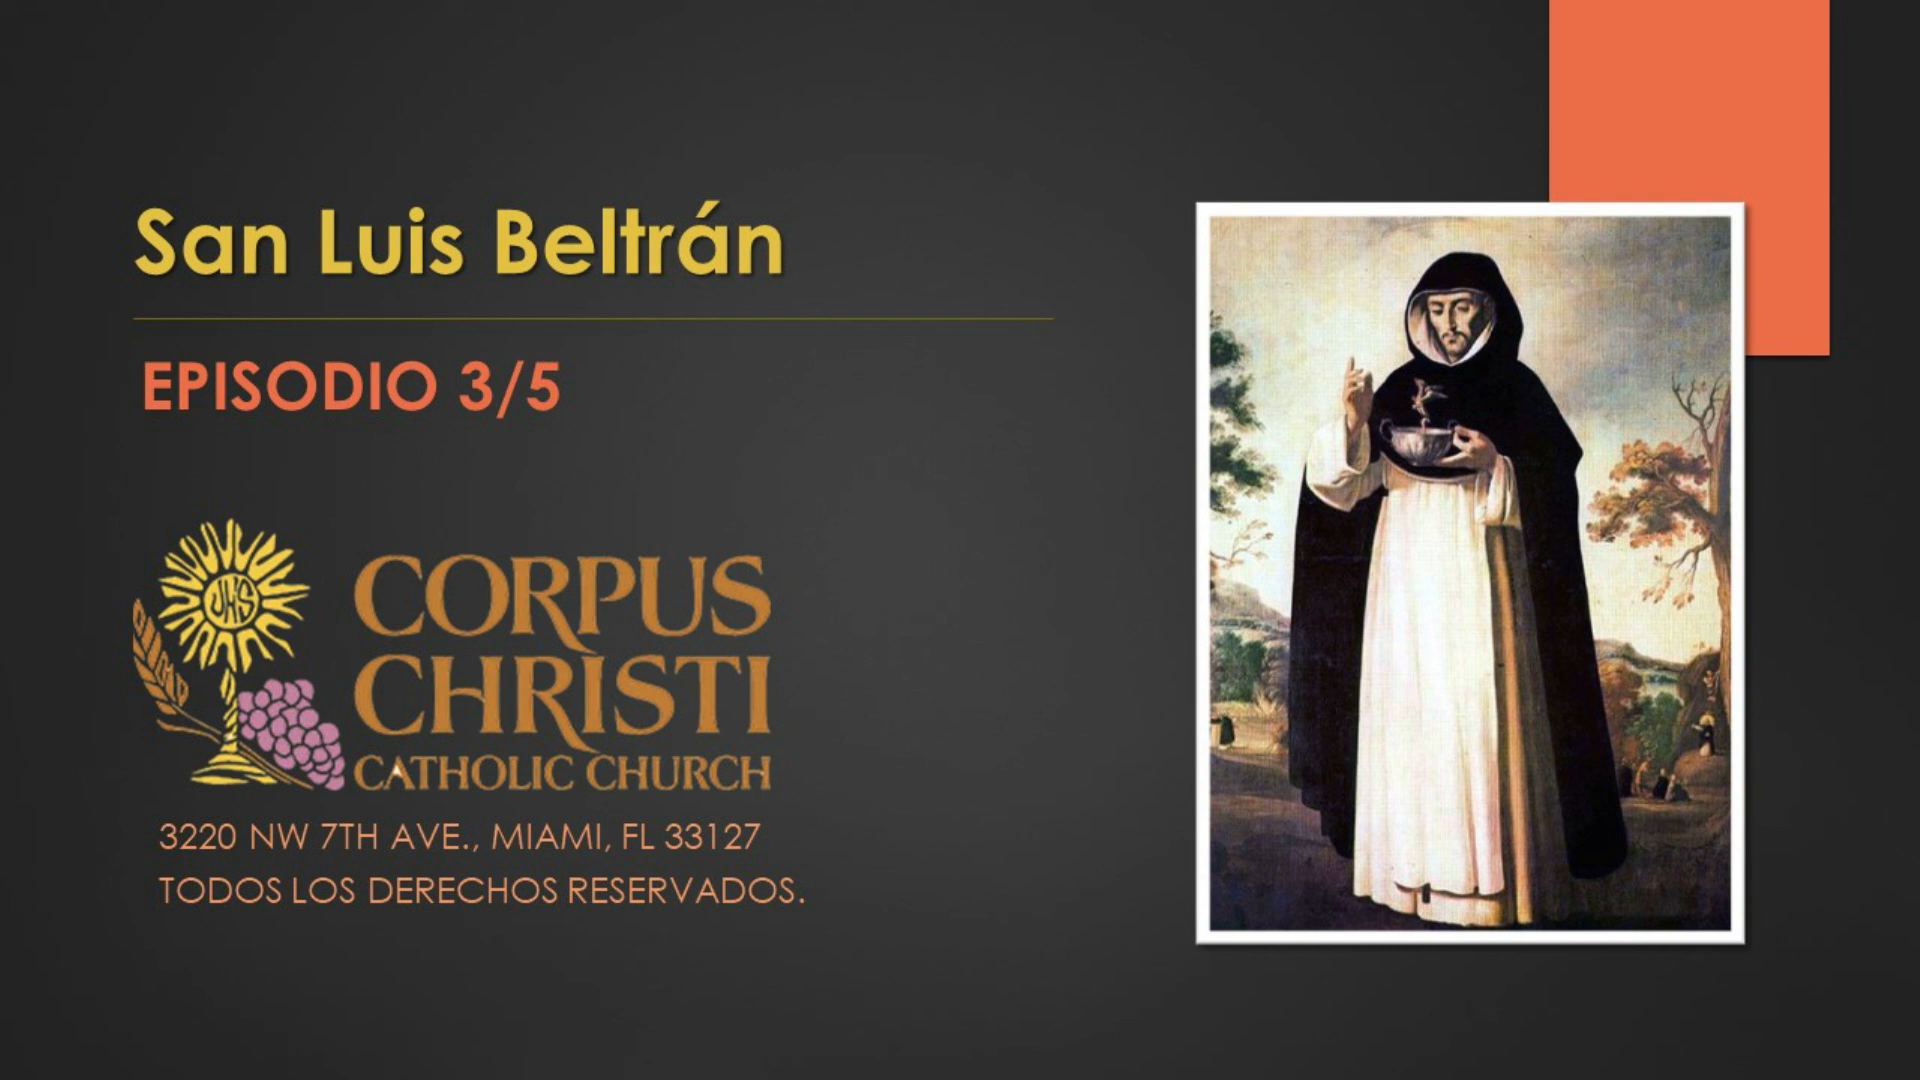 San Luis Beltrán
EPISODIO 3/5
JHS
CORPUS
CHRISTI
CATHOLIC CHURCH
3220 NW 7TH AVE., MIAMI, FL 33127
TODOS LOS DERECHOS RESERVADOS.